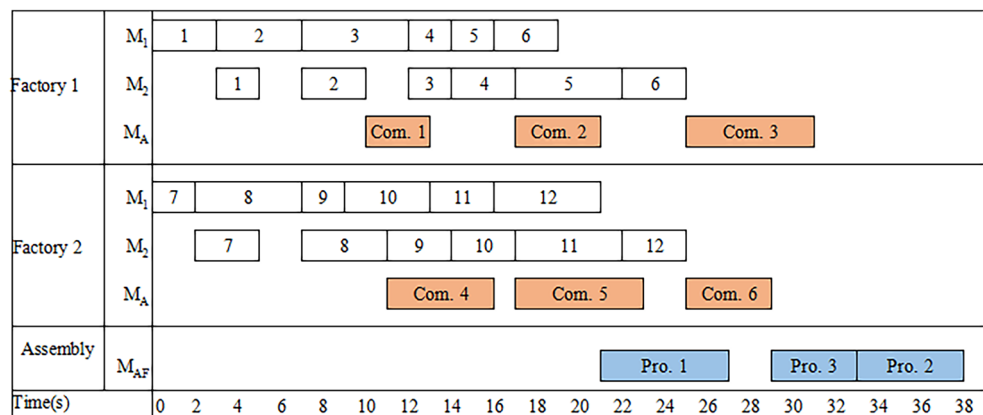 M1 1 2 3 4 5 6
Factory 1 M2 1 2 3 4 5 6
MA Com. 1 Com. 2 Com. 3
M1 7 8 9 10 11 12
Factory 2 M2 7 8 9 10 11 12
MA Com. 4 Com. 5 Com. 6
Assembly MAF Pro. 1 Pro. 3 Pro. 2
Time(s) 0 2 4 6 8 10 12 14 16 18 20 22 24 26 28 30 32 34 36 38